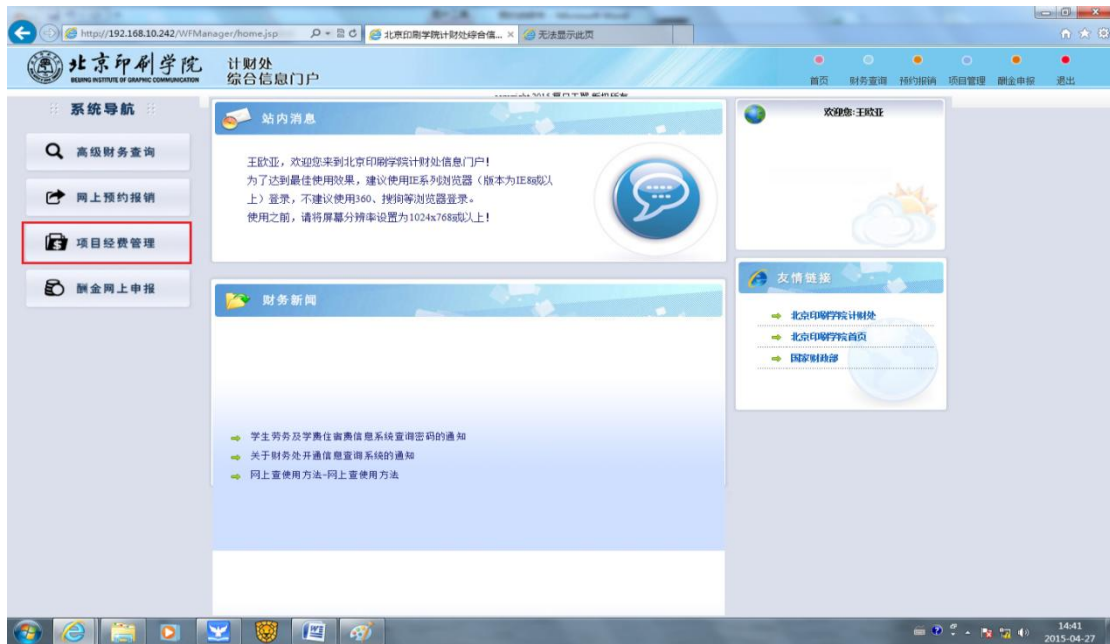 http://192.168.10.242/WFManager/home.jsp
北京印刷学院计财处综合信...
无法显示此页
北京印刷学院
BEIJING INSTITUTE OF GRAPHIC COMMUNICATION
计财处
综合信息门户
首页 财务查询 预约报销 项目管理 酬金申报 退出
系统导航
高级财务查询
网上预约报销
项目经费管理
酬金网上申报
站内消息
王欧亚，欢迎您来到北京印刷学院计财处信息门户！
为了达到最佳使用效果，建议使用IE系列浏览器（版本为IE8或以
上）登录，不建议使用360、搜狗等浏览器登录。
使用之前，请将屏幕分辨率设置为1024x768或以上！
财务新闻
学生劳务及学费住宿费信息系统查询密码的通知
关于财务处开通信息查询系统的通知
网上查使用方法-网上查使用方法
欢迎您:王欧亚
友情链接
北京印刷学院计财处
北京印刷学院首页
国家财政部
14:41
2015-04-27